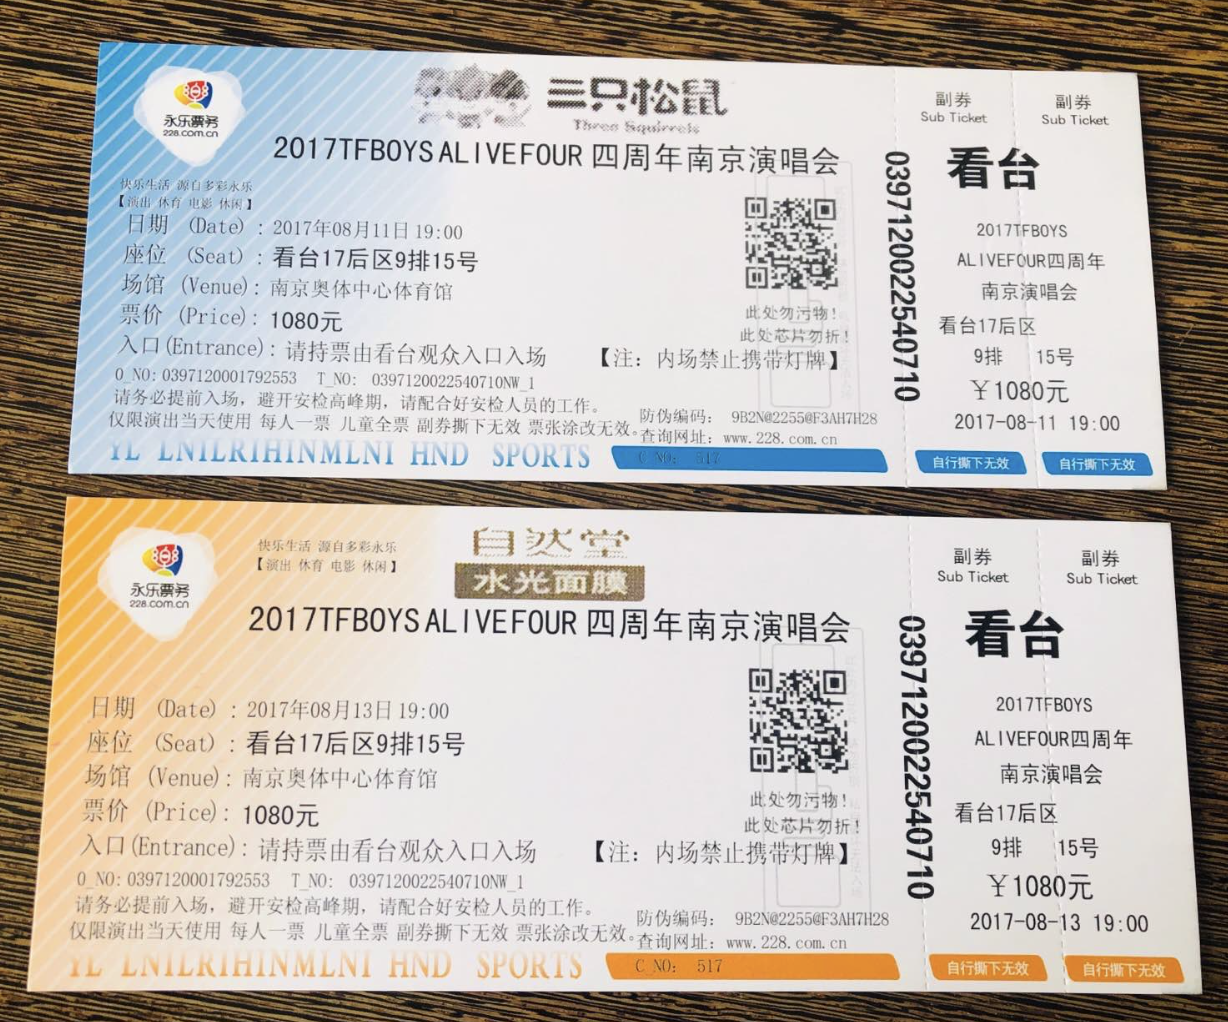 三只松鼠
Three Squirrels
永乐票务
228.com.cn
2017TFBOYS ALIVEFOUR 四周年南京演唱会
快乐生活 源自多彩永乐
【演出 体育 电影 休闲】
日期 (Date) : 2017年08月11日 19:00
座位 (Seat) : 看台17后区9排15号
场馆 (Venue) : 南京奥体中心体育馆
票价 (Price) : 1080元
入口(Entrance) : 请持票由看台观众入口入场 【注：内场禁止携带灯牌】
O_NO: 0397120001792553 T_NO: 0397120022540710NW_1
请务必提前入场，避开安检高峰期，请配合好安检人员的工作。
仅限演出当天使用 每人一票 儿童全票 副券撕下无效 票张涂改无效。
此处勿污物!
此处芯片勿折!
防伪编码: 9B2N@2255@F3AH7H28
查询网址: www.228.com.cn
YL ENILRIHINMLNI HND SPORTS
C_NO: 517
0397120022540710
副券
Sub Ticket
副券
Sub Ticket
看台
2017TFBOYS
ALIVEFOUR四周年
南京演唱会
看台17后区
9排 15号
￥1080元
2017-08-11 19:00
自行撕下无效
自行撕下无效
自然堂
水光面膜
永乐票务
228.com.cn
快乐生活 源自多彩永乐
【演出 体育 电影 休闲】
2017TFBOYS ALIVEFOUR 四周年南京演唱会
日期 (Date) : 2017年08月13日 19:00
座位 (Seat) : 看台17后区9排15号
场馆 (Venue) : 南京奥体中心体育馆
票价 (Price) : 1080元
入口(Entrance) : 请持票由看台观众入口入场 【注：内场禁止携带灯牌】
O_NO: 0397120001792553 T_NO: 0397120022540710NW_1
请务必提前入场，避开安检高峰期，请配合好安检人员的工作。
仅限演出当天使用 每人一票 儿童全票 副券撕下无效 票张涂改无效。
此处勿污物!
此处芯片勿折!
防伪编码: 9B2N@2255@F3AH7H28
查询网址: www.228.com.cn
YL ENILRIHINMLNI HND SPORTS
C_NO: 517
0397120022540710
副券
Sub Ticket
副券
Sub Ticket
看台
2017TFBOYS
ALIVEFOUR四周年
南京演唱会
看台17后区
9排 15号
￥1080元
2017-08-13 19:00
自行撕下无效
自行撕下无效